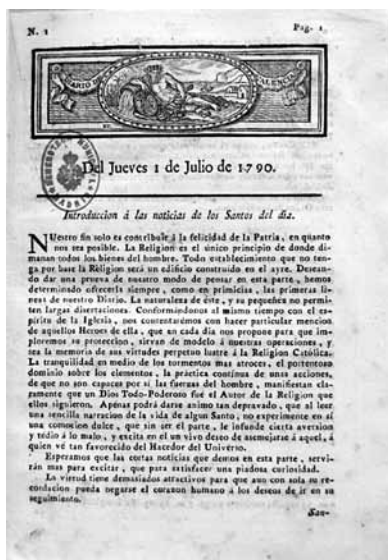 N. 1 Pag. 1
DIARIO DE VALENCIA
Del Jueves 1 de Julio de 1790.
Introduccion á las noticias de los Santos del dia.
NUestro fin solo es contribuir á la felicidad de la Patria, en quanto
nos sea posible. La Religion es el único principio de donde di-
manan todos los bienes del hombre. Todo establecimiento que no ten-
ga por base la Religion será un edificio construido en el ayre. Desean-
do dar una prueva de nuestro modo de pensar en esta parte, hemos
determinado ofrecerla siempre, como en primicias, las primeras li-
neas de nuestro Diario. La naturaleza de éste, y su pequeñez no permi-
ten largas disertaciones. Conformandonos al mismo tiempo con el es-
píritu de la Iglesia, nos contentarémos con hacer particular mencion
de aquellos Heroes de ella, que en cada dia nos propone para que im-
ploremos su proteccion, sirvan de modelo á nuestras operaciones, y
sea la memoria de sus virtudes perpetuo lustre á la Religion Católica.
La tranquilidad en medio de los tormentos mas atroces, el portentoso
dominio sobre los elementos, la práctica contínua de unas acciones,
de que no son capaces por sí las fuerzas del hombre, manifiestan cla-
ramente que un Dios Todo-Poderoso fue el Autor de la Religion que
ellos siguieron. Apénas podrá darse animo tan depravado, que al leer
una sencilla narracion de la vida de algun Santo, no experimente en sí
una comocion dulce, que sin ser el parte, le infunde cierta aversion
y tédio á lo malo, y excita en el un vivo deseo de asemejarse á aquel, á
quien vé tan favorecido del Hacedor del Universo.
Esperamos que las cortas noticias que demos en esta parte, servi-
rán mas para excitar, que para satisfacer una piadosa curiosidad.
La virtud tiene demasiados atractivos para que aun con sola su re-
cordacion pueda negarse el corazon humano á los deseos de ir en su
seguimiento.
San-